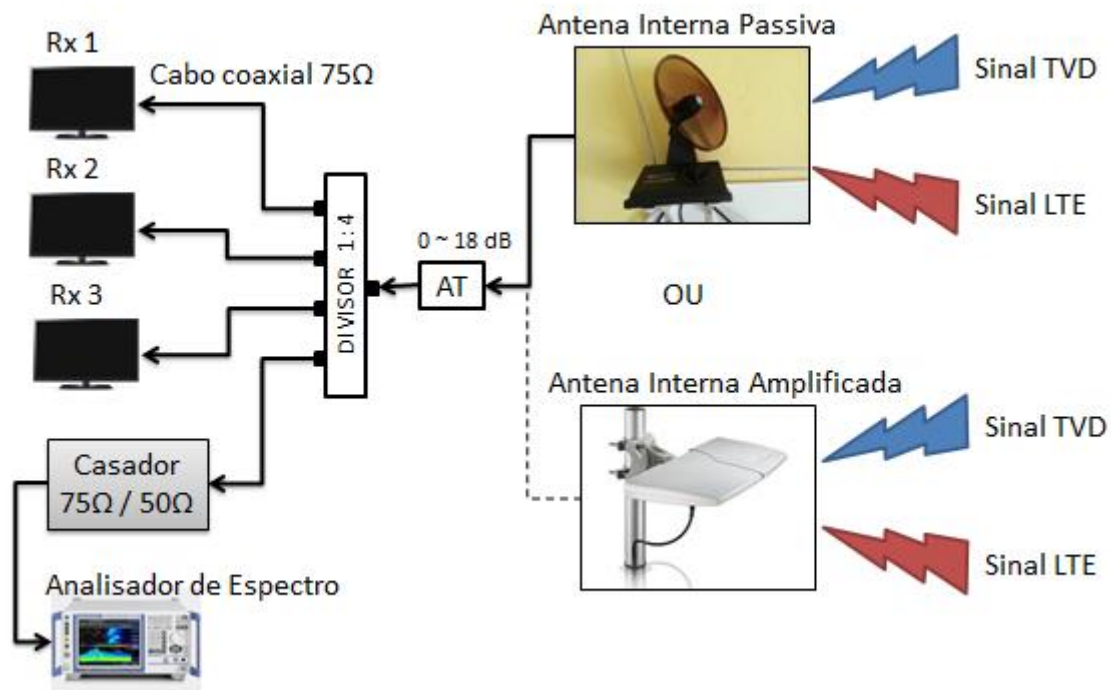 Rx 1
Cabo coaxial 75Ω
Rx 2
Rx 3
DIVISOR 1:4
0 ~ 18 dB
AT
Antena Interna Passiva
Sinal TVD
Sinal LTE
OU
Antena Interna Amplificada
Sinal TVD
Sinal LTE
Casador
75Ω / 50Ω
Analisador de Espectro